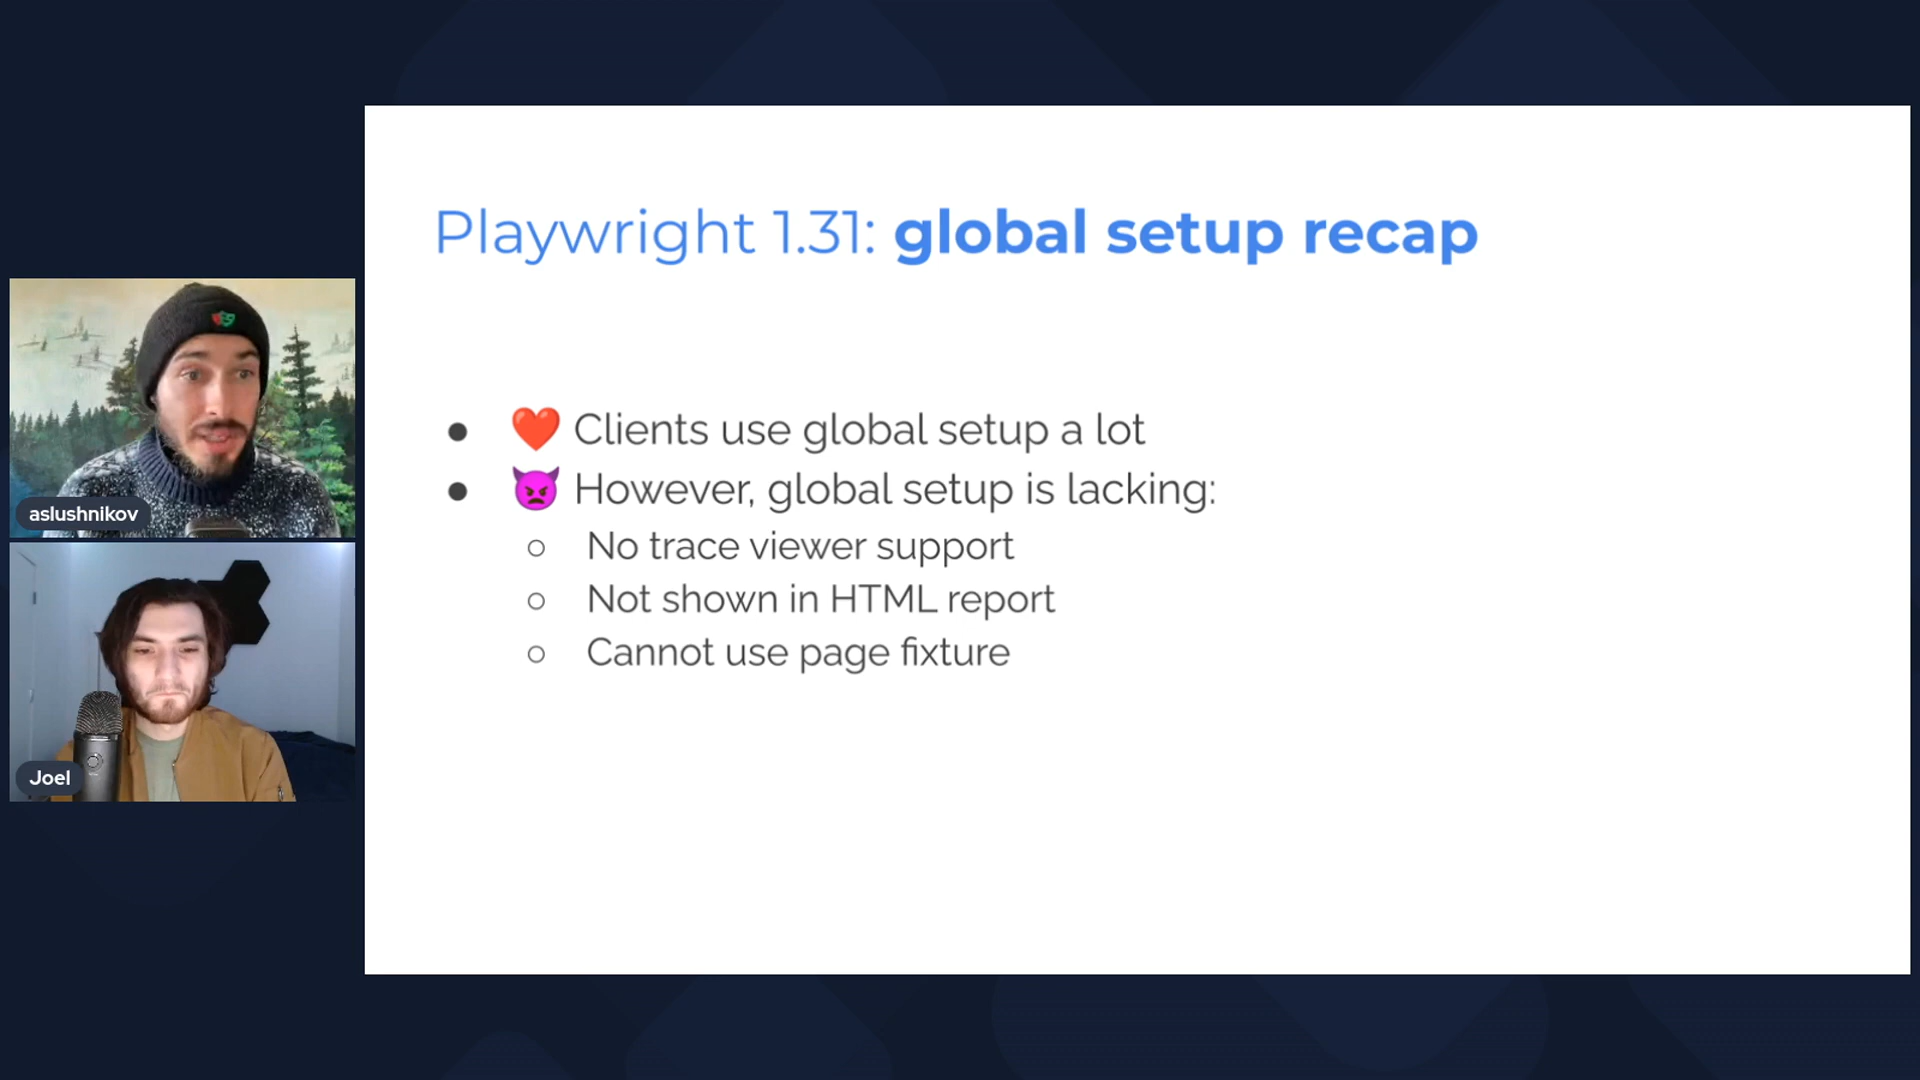 Playwright 1.31: global setup recap
● ❤️ Clients use global setup a lot
● 👿 However, global setup is lacking:
○ No trace viewer support
○ Not shown in HTML report
○ Cannot use page fixture
aslushnikov
Joel